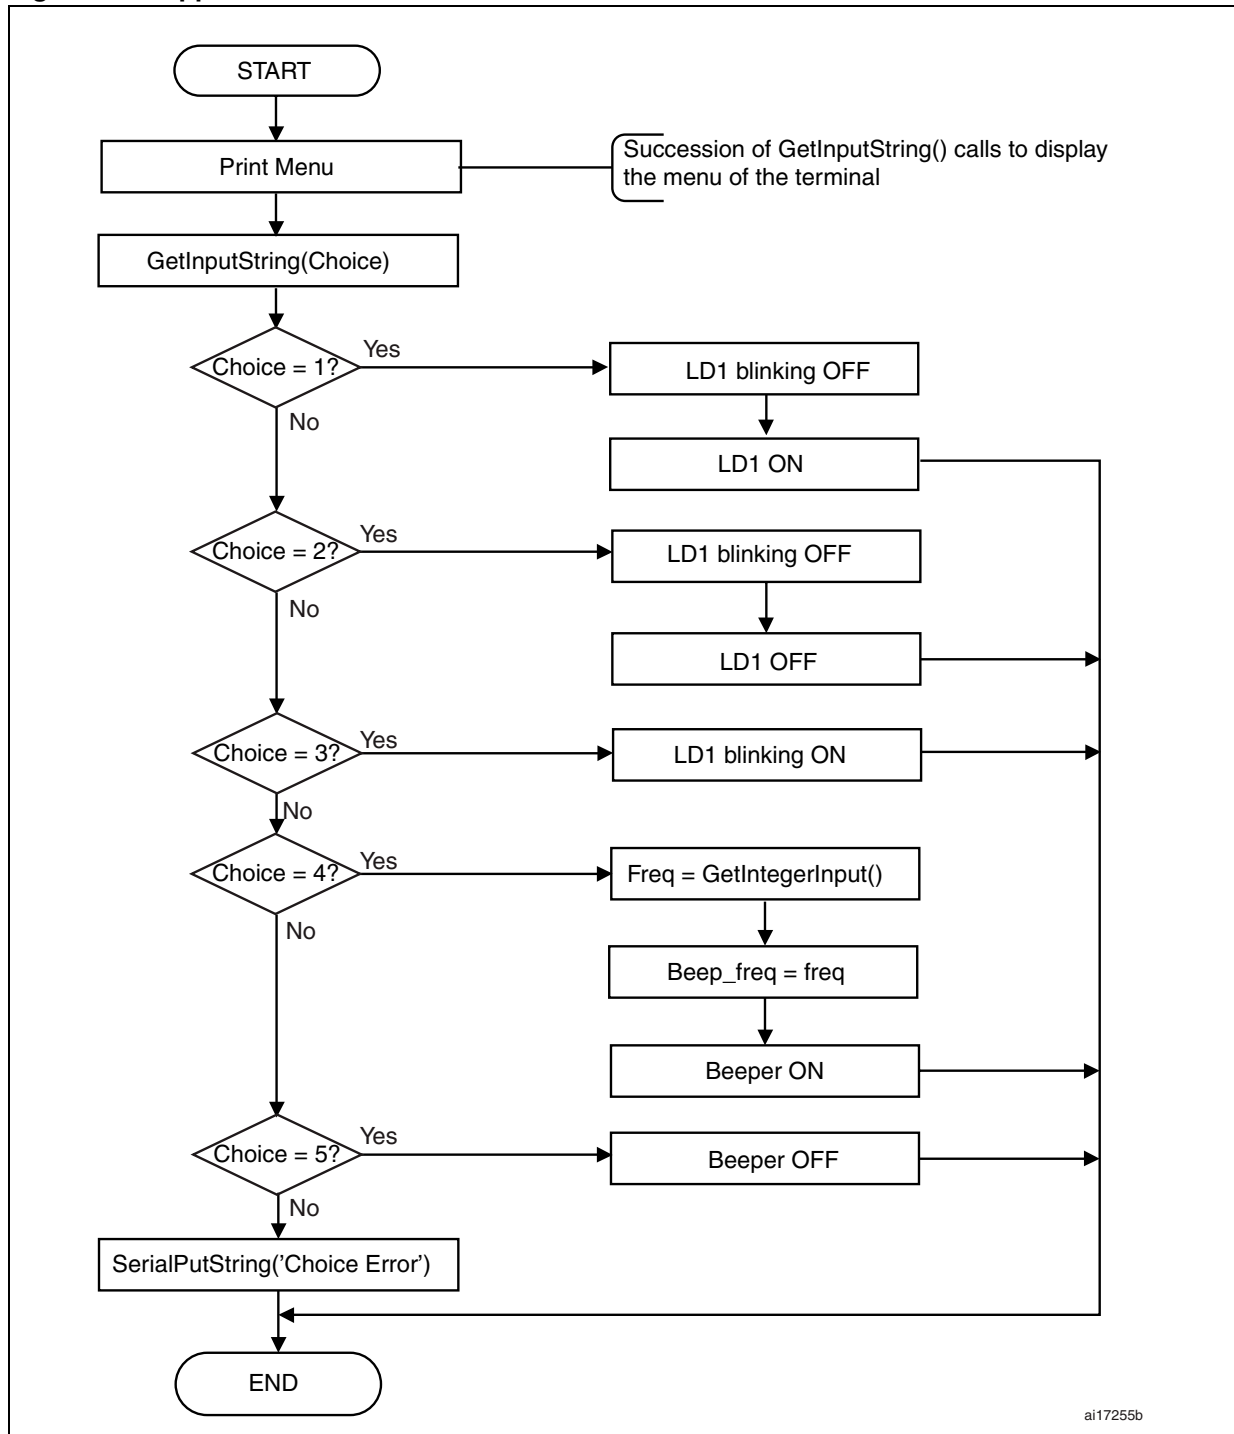 START
Print Menu
Succession of GetInputString() calls to display
the menu of the terminal
GetInputString(Choice)
Choice = 1?
Yes
LD1 blinking OFF
No
LD1 ON
Choice = 2?
Yes
LD1 blinking OFF
No
LD1 OFF
Choice = 3?
Yes
LD1 blinking ON
No
Choice = 4?
Yes
Freq = GetIntegerInput()
No
Beep_freq = freq
Beeper ON
Choice = 5?
Yes
Beeper OFF
No
SerialPutString('Choice Error')
END
ai17255b